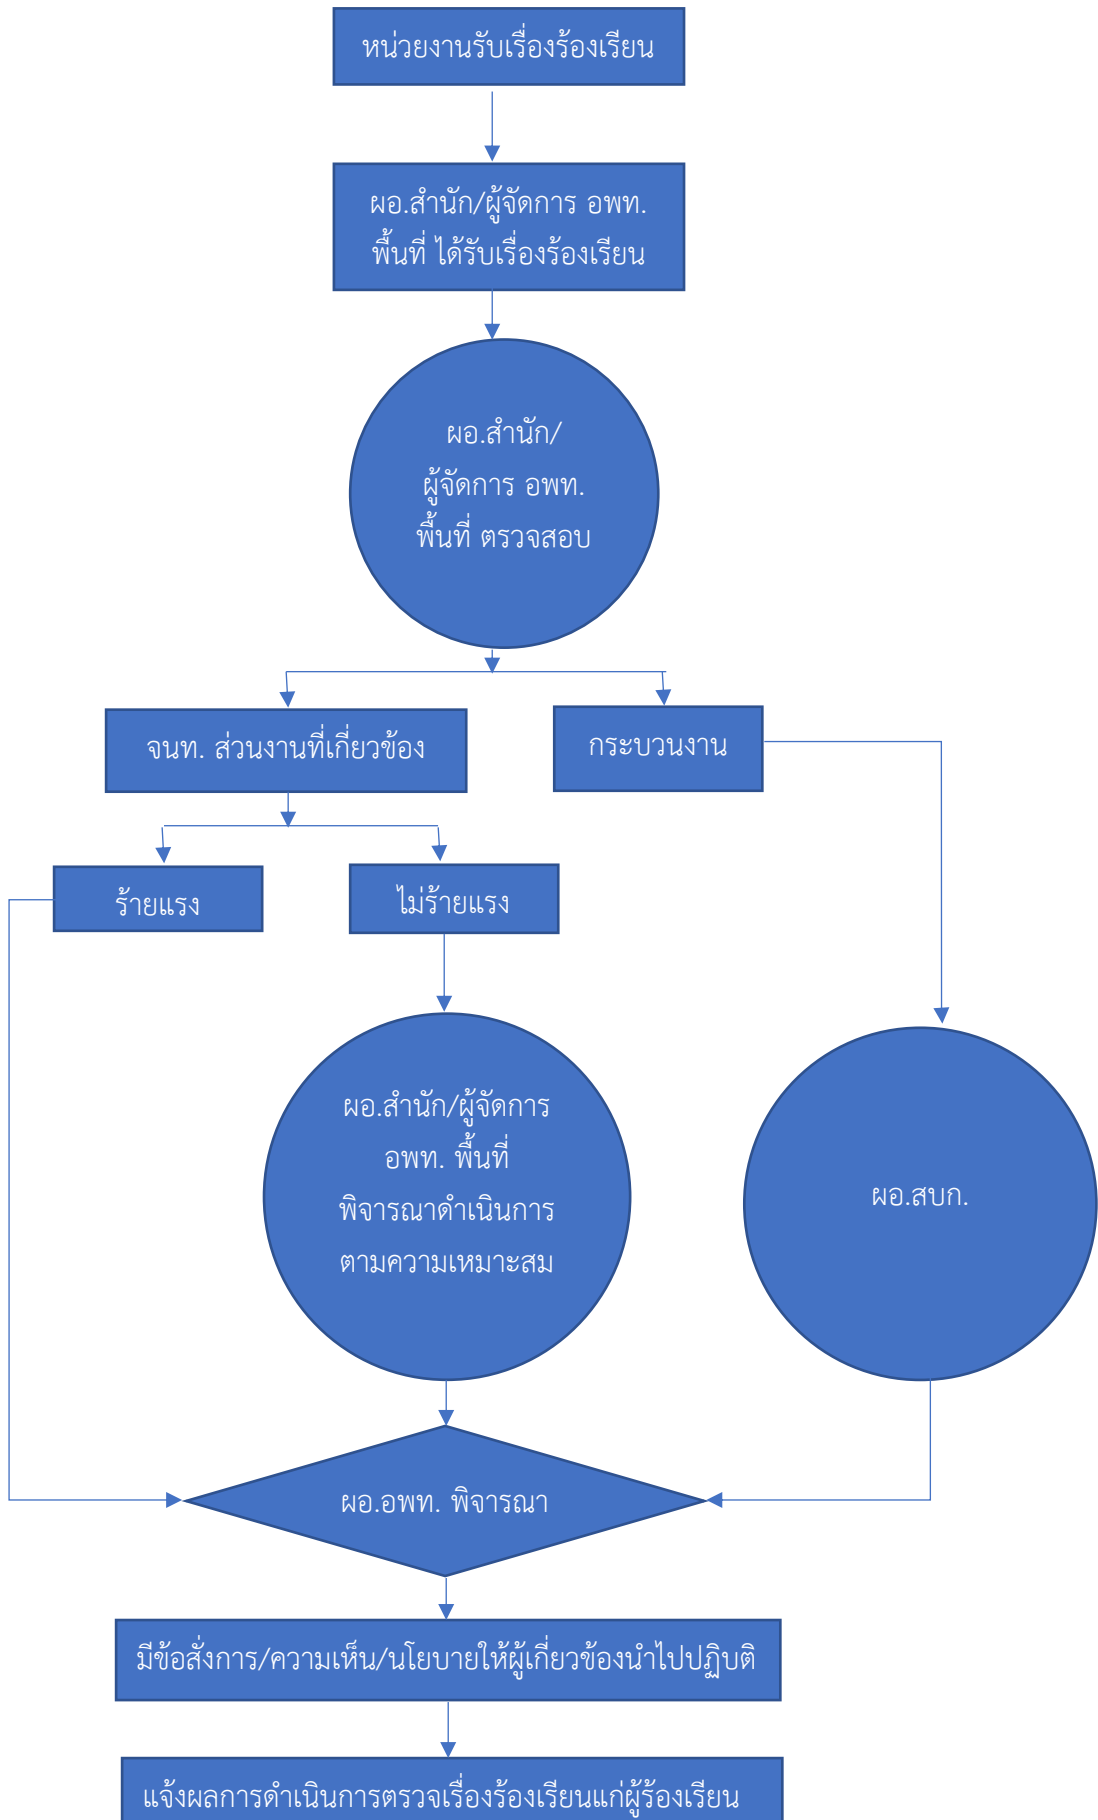 หน่วยงานรับเรื่องร้องเรียน
ผอ.สำนัก/ผู้จัดการ อพท.
พื้นที่ ได้รับเรื่องร้องเรียน
ผอ.สำนัก/
ผู้จัดการ อพท.
พื้นที่ ตรวจสอบ
จนท. ส่วนงานที่เกี่ยวข้อง
กระบวนงาน
ร้ายแรง
ไม่ร้ายแรง
ผอ.สำนัก/ผู้จัดการ
อพท. พื้นที่
พิจารณาดำเนินการ
ตามความเหมาะสม
ผอ.สบก.
ผอ.อพท. พิจารณา
มีข้อสั่งการ/ความเห็น/นโยบายให้ผู้เกี่ยวข้องนำไปปฏิบัติ
แจ้งผลการดำเนินการตรวจเรื่องร้องเรียนแก่ผู้ร้องเรียน